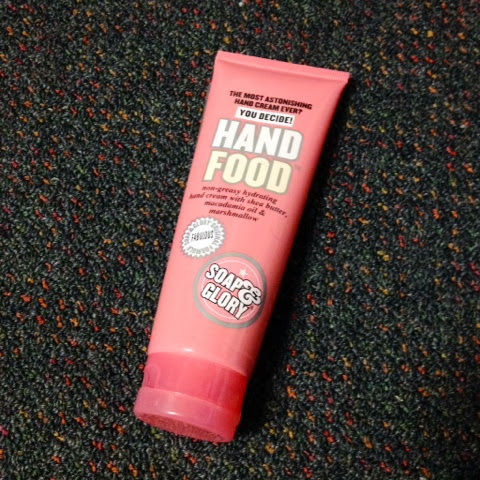 THE MOST ASTONISHING
HAND CREAM EVER?
YOU DECIDE!
HAND
FOOD
non-greasy hydrating
hand cream with shea butter,
macadamia oil &
marshmallow
FABULOUS
SOAP &
GLORY